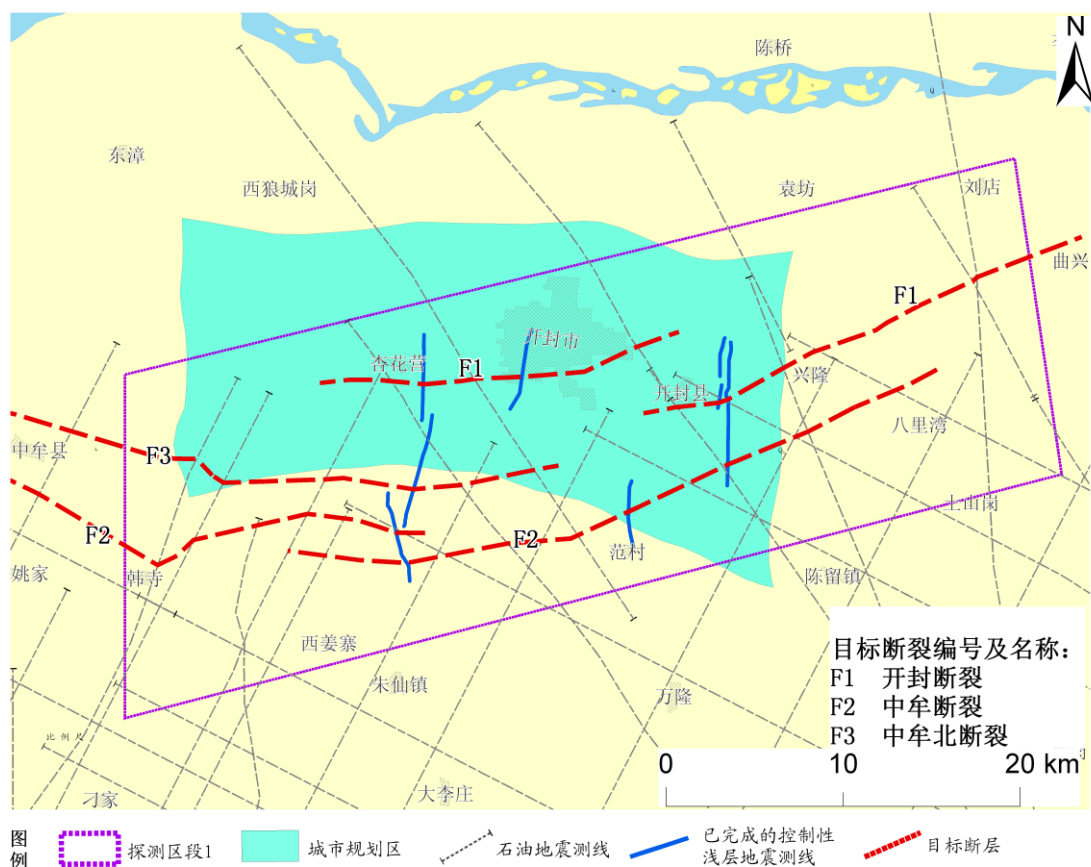 N
陈桥
东漳
西狼城岗
袁坊
刘店
曲兴
F1
开封市
杏花营
F1
兴隆
开封县
八里湾
中牟县
F3
土山岗
F2
F2
范村
姚家
韩寺
陈留镇
西姜寨
朱仙镇
万隆
目标断裂编号及名称:
F1 开封断裂
F2 中牟断裂
F3 中牟北断裂
比例尺
0 10 20 km
刁家
大李庄
图例
探测区段1
城市规划区
石油地震测线
已完成的控制性
浅层地震测线
目标断层